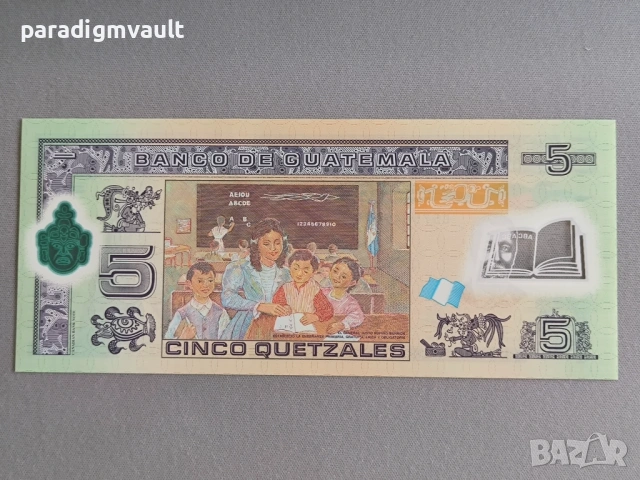 paradigmvault
BANCO DE GUATEMALA
5
AEIOU
ABCDE
A B
C
12345678910
5
5
CINCO QUETZALES
BAZAR